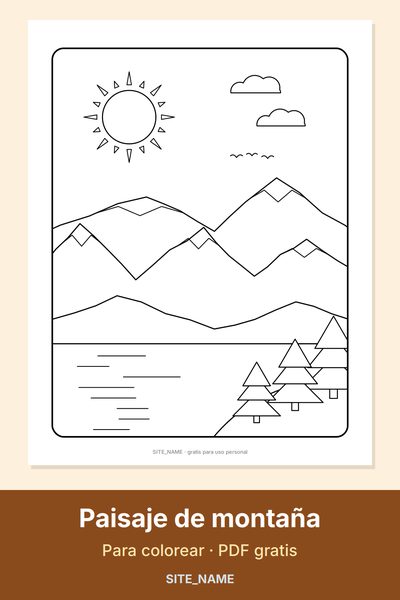 SITE_NAME · gratis para uso personal
Paisaje de montaña
Para colorear · PDF gratis
SITE_NAME